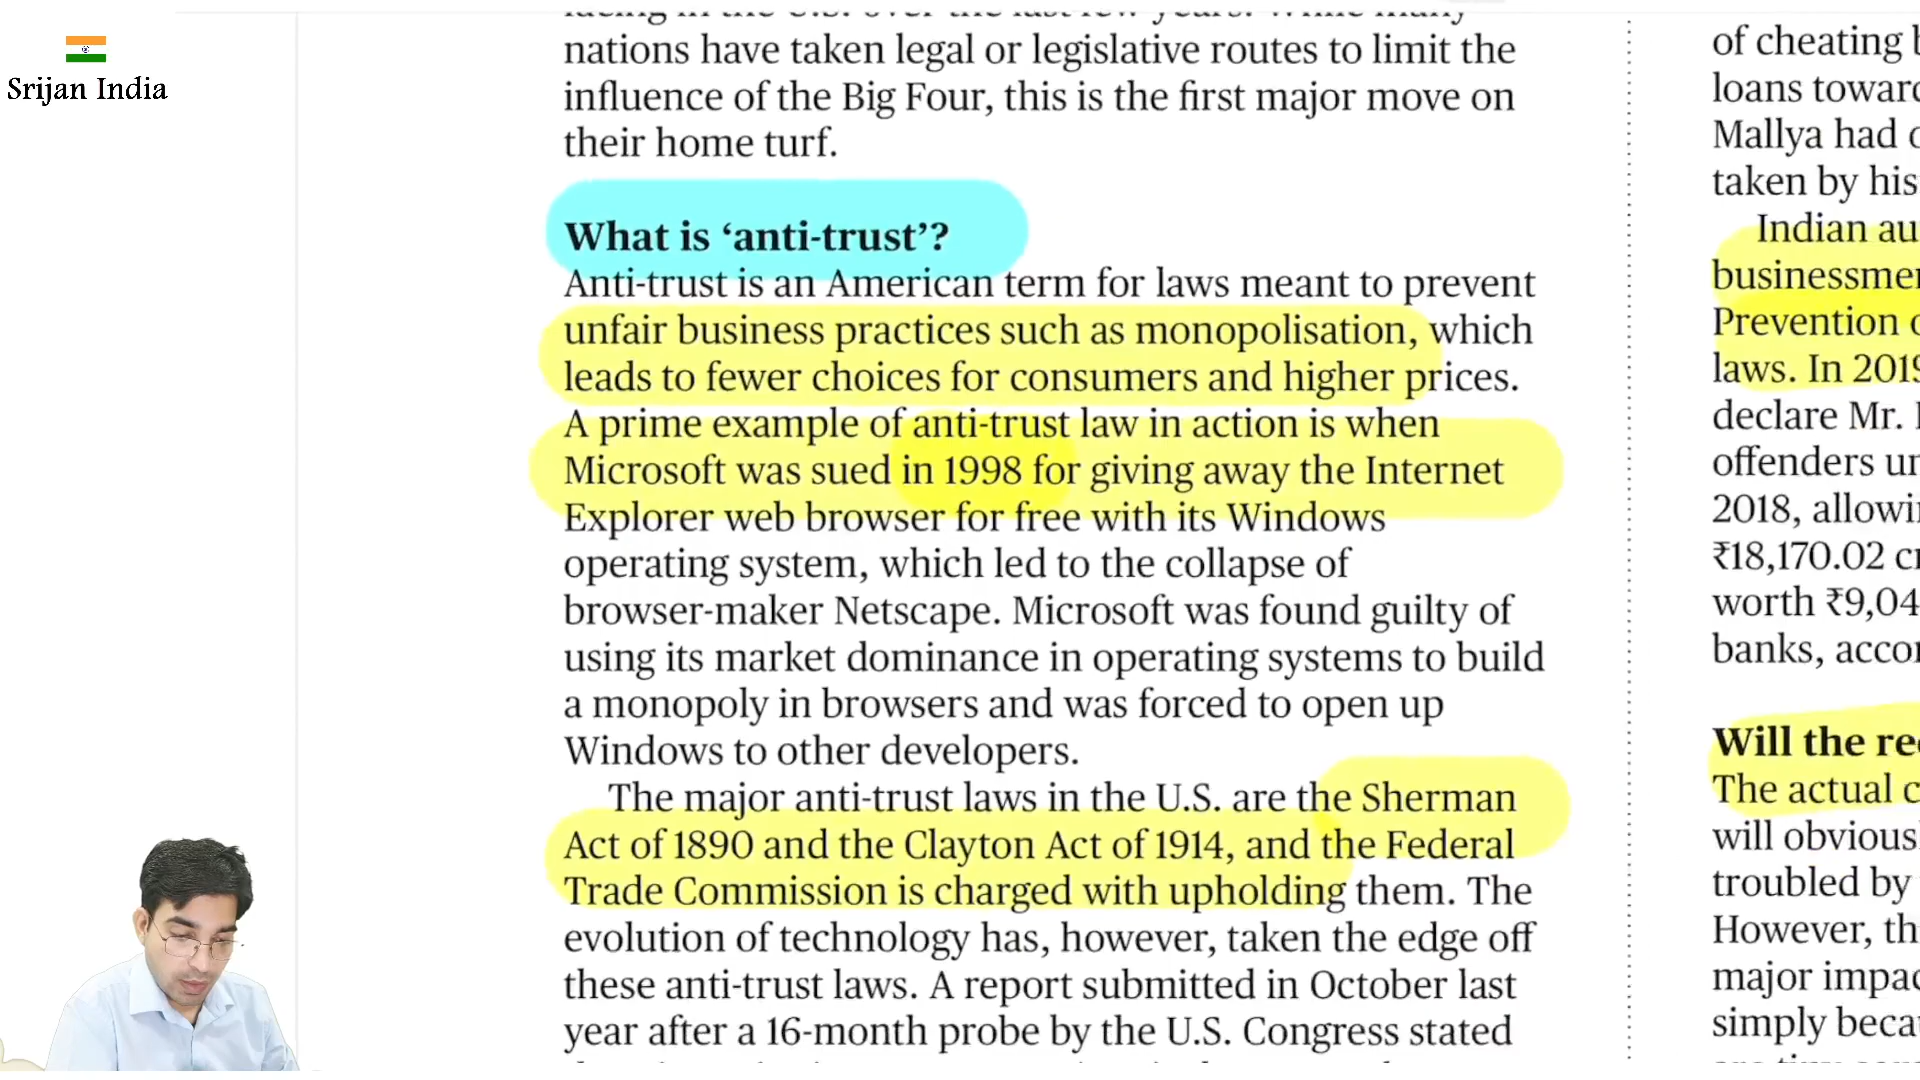 Srijan India
nations have taken legal or legislative routes to limit the
influence of the Big Four, this is the first major move on
their home turf.
What is ‘anti-trust’?
Anti-trust is an American term for laws meant to prevent
unfair business practices such as monopolisation, which
leads to fewer choices for consumers and higher prices.
A prime example of anti-trust law in action is when
Microsoft was sued in 1998 for giving away the Internet
Explorer web browser for free with its Windows
operating system, which led to the collapse of
browser-maker Netscape. Microsoft was found guilty of
using its market dominance in operating systems to build
a monopoly in browsers and was forced to open up
Windows to other developers.
The major anti-trust laws in the U.S. are the Sherman
Act of 1890 and the Clayton Act of 1914, and the Federal
Trade Commission is charged with upholding them. The
evolution of technology has, however, taken the edge off
these anti-trust laws. A report submitted in October last
year after a 16-month probe by the U.S. Congress stated
of cheating
loans
Mallya had
taken by his
Indian
Prevention
laws. In 2019
declare Mr.
offenders
2018,
₹18,170.02
worth ₹9,04
banks,
Will the
The actual
will
troubled by
However,
major
simply